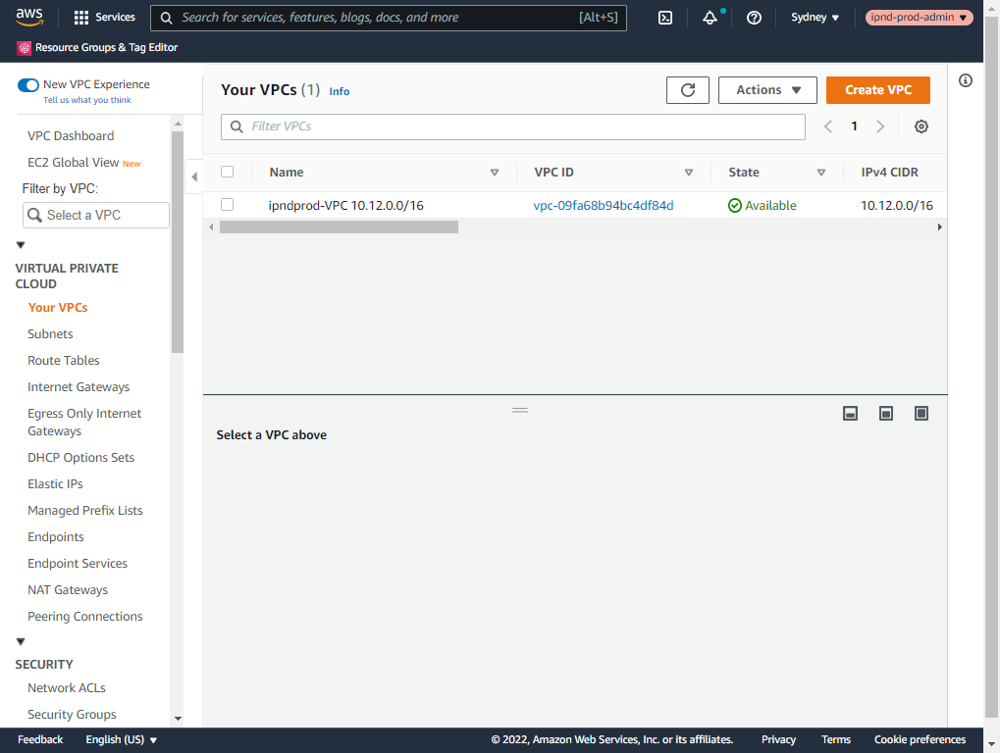 aws
Services
Search for services, features, blogs, docs, and more
[Alt+S]
Sydney
ipnd-prod-admin
Resource Groups & Tag Editor
New VPC Experience
Tell us what you think
VPC Dashboard
EC2 Global View New
Filter by VPC:
Select a VPC
VIRTUAL PRIVATE
CLOUD
Your VPCs
Subnets
Route Tables
Internet Gateways
Egress Only Internet
Gateways
DHCP Options Sets
Elastic IPs
Managed Prefix Lists
Endpoints
Endpoint Services
NAT Gateways
Peering Connections
SECURITY
Network ACLs
Security Groups
Your VPCs (1) Info
Actions
Create VPC
Filter VPCs
1
Name VPC ID State IPv4 CIDR
ipndprod-VPC 10.12.0.0/16 vpc-09fa68b94bc4df84d Available 10.12.0.0/16
Select a VPC above
Feedback English (US) © 2022, Amazon Web Services, Inc. or its affiliates. Privacy Terms Cookie preferences